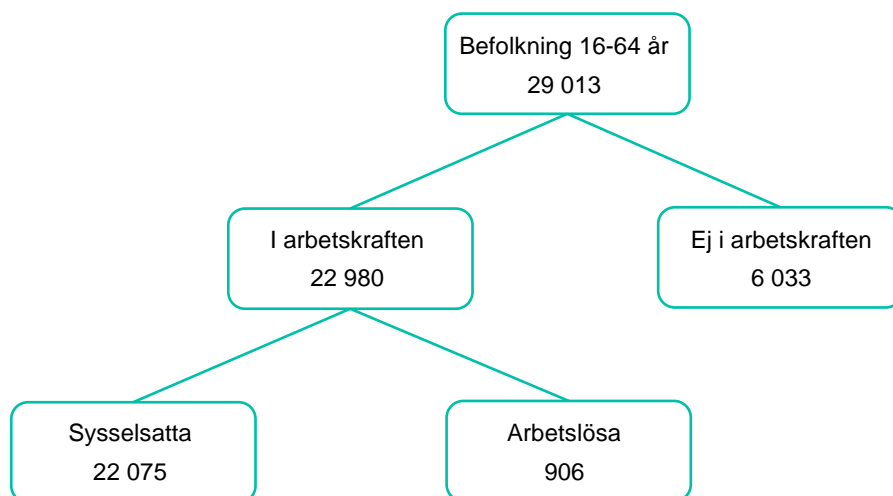 Befolkning 16-64 år
29 013
I arbetskraften
22 980
Ej i arbetskraften
6 033
Sysselsatta
22 075
Arbetslösa
906